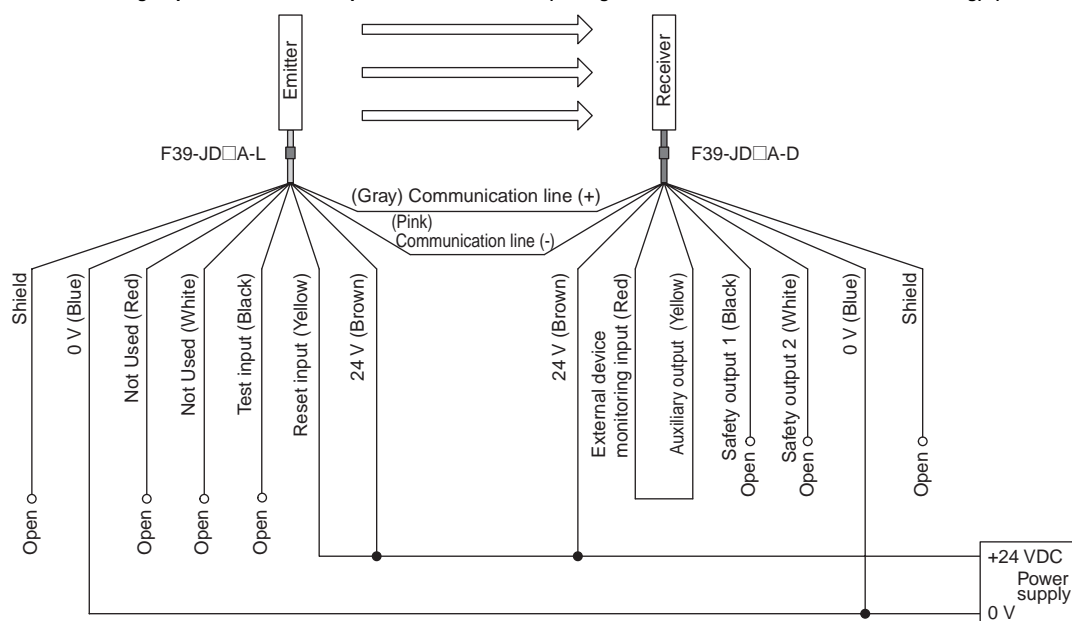 Emitter
Receiver
F39-JD□A-L
F39-JD□A-D
(Gray) Communication line (+)
(Pink)
Communication line (-)
Shield
0 V (Blue)
Not Used (Red)
Not Used (White)
Test input (Black)
Reset input (Yellow)
24 V (Brown)
24 V (Brown)
External device
monitoring input (Red)
Auxiliary output (Yellow)
Safety output 1 (Black)
Safety output 2 (White)
0 V (Blue)
Shield
Open
Open
Open
Open
Open
Open
Open
+24 VDC
Power
supply
0 V